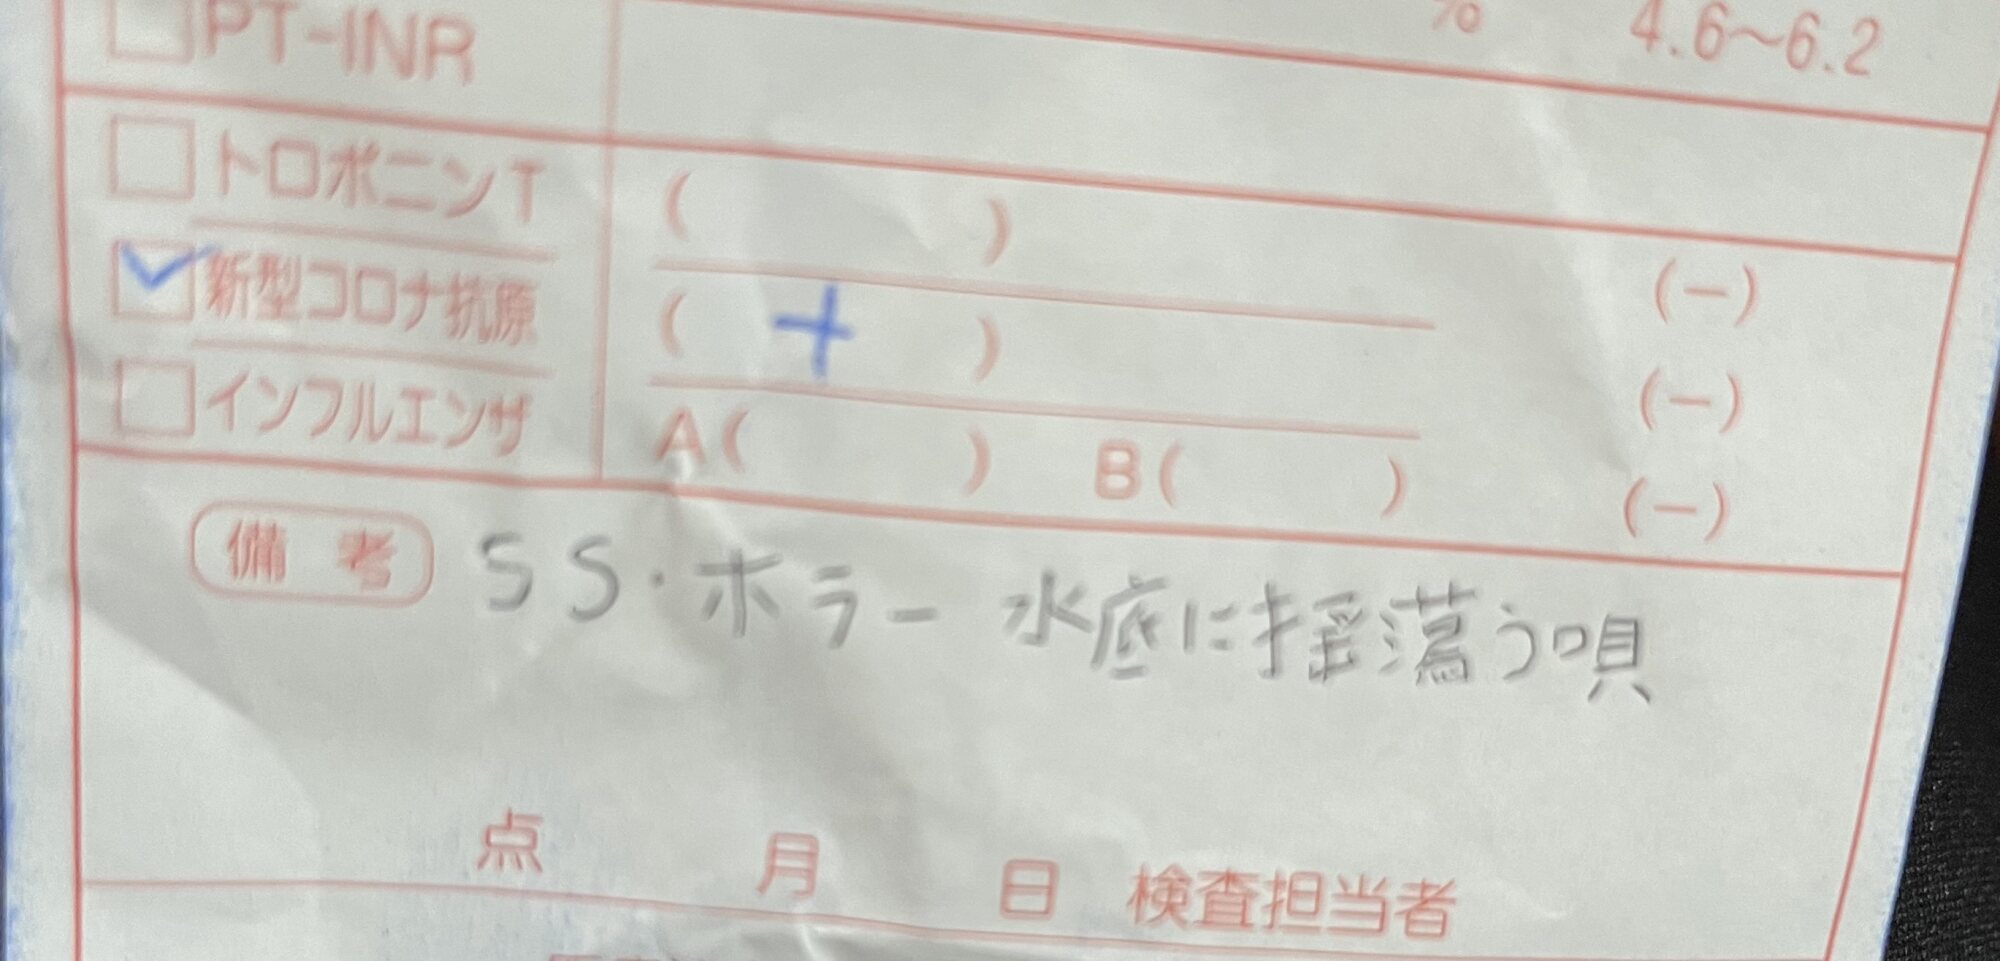 PT-INR % 4.6~6.2
トロポニンT ( ) (-)
新型コロナ抗原 ( + ) (-)
インフルエンザ A( ) B( ) (-)
備考 SS・ホラー 水底に揺蕩う唄
点 月 日 検査担当者